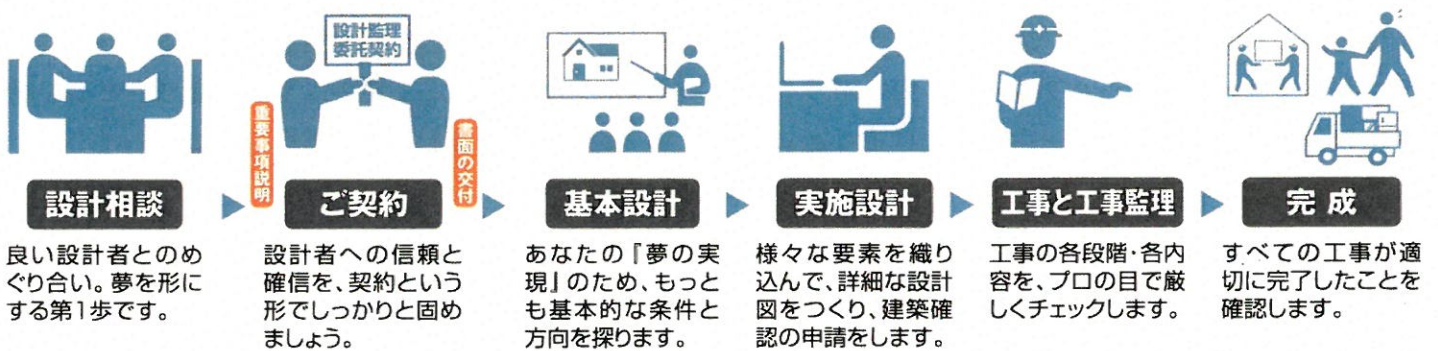 設計監理
委託契約
設計相談
良い設計者とのめ
ぐり合い。夢を形に
する第1歩です。
重要事項説明
ご契約
書面の交付
設計者への信頼と
確信を、契約という
形でしっかりと固め
ましょう。
基本設計
あなたの『夢の実
現』のため、もっと
も基本的な条件と
方向を探ります。
実施設計
様々な要素を織り
込んで、詳細な設計
図をつくり、建築確
認の申請をします。
工事と工事監理
工事の各段階・各内
容を、プロの目で厳
しくチェックします。
完成
すべての工事が適
切に完了したことを
確認します。